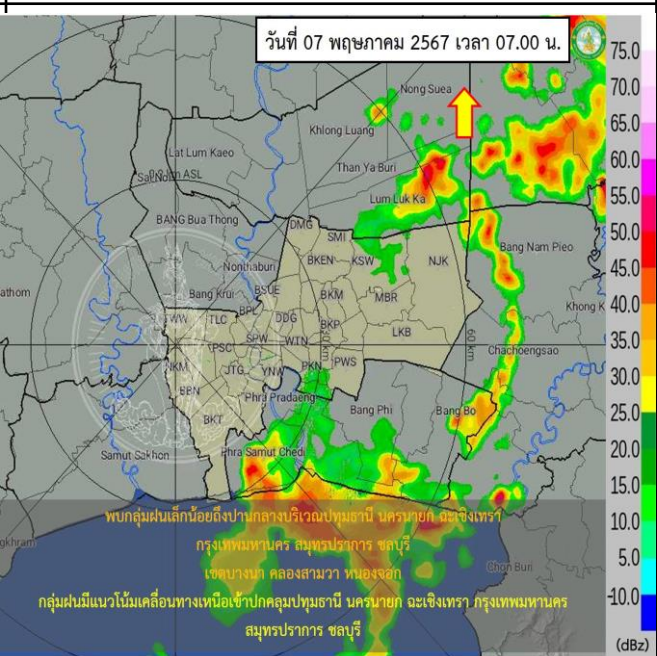 วันที่ 07 พฤษภาคม 2567 เวลา 07.00 น.
75.0
70.0
65.0
60.0
55.0
50.0
45.0
40.0
35.0
30.0
25.0
20.0
15.0
10.0
5.0
-10.0
(dBz)
Nong Suea
Khlong Luang
Lat Lum Kaeo
Than Ya Buri
0.0 km ASL
Lum Luk Ka
BANG Bua Thong
DMG
SMI
Bang Nam Pieo
BKEN
KSW
NJK
Nonthaburi
Bang Krui
BSUE
BKM
MBR
athom
Khong K
BPL
TLC
DDG
BKP
LKB
SPW
WTN
PSC
60 km
Chachoengsao
NKM
JTG
YNW
PKN
PWS
BBN
Phra Pradaeng
Bang Phi
Bang Bo
BKT
Samut Sakhon
Phra Samut Chedi
พบกลุ่มฝนเล็กน้อยถึงปานกลางบริเวณปทุมธานี นครนายก ฉะเชิงเทรา
กรุงเทพมหานคร สมุทรปราการ ชลบุรี
เขตบางนา คลองสามวา หนองจอก
gkhram
Chon Buri
กลุ่มฝนมีแนวโน้มเคลื่อนทางเหนือเข้าปกคลุมปทุมธานี นครนายก ฉะเชิงเทรา กรุงเทพมหานคร
สมุทรปราการ ชลบุรี